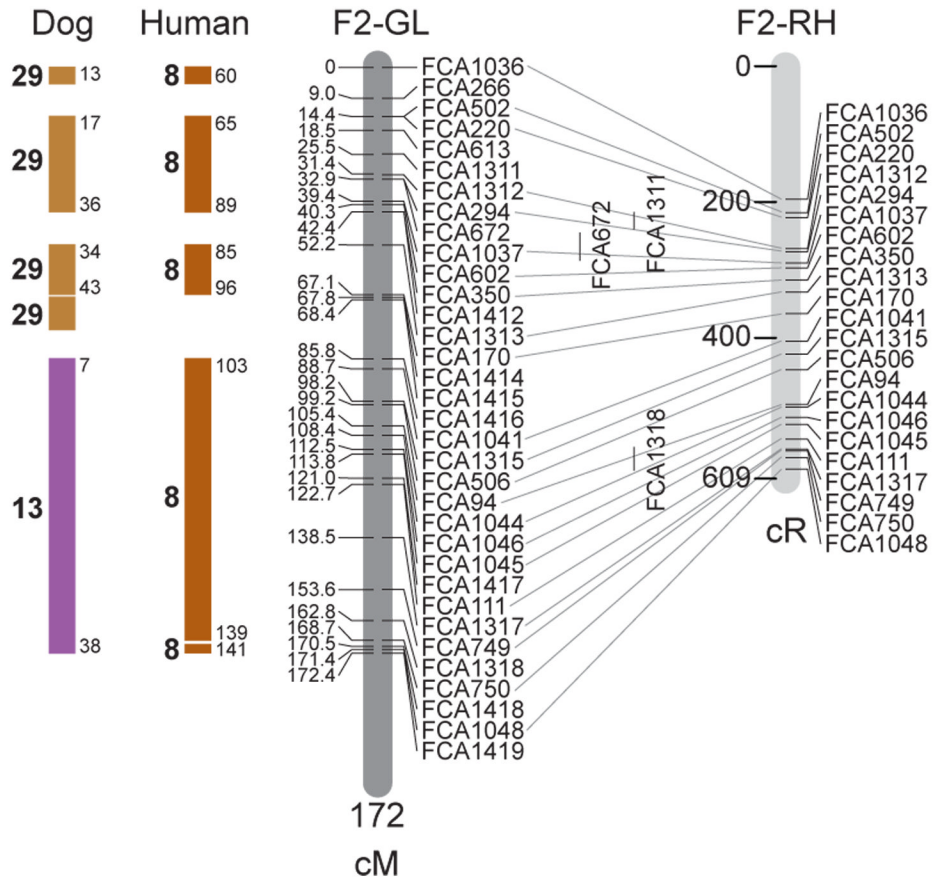 Dog
Human
F2-GL
F2-RH
29
13
29
17
36
29
34
43
29
13
7
38
8
60
8
65
89
8
85
96
8
103
139
8
141
0
9.0
14.4
18.5
25.5
31.4
32.9
39.4
40.3
42.4
52.2
67.1
67.8
68.4
85.8
88.7
98.2
99.2
105.4
108.4
112.5
113.8
121.0
122.7
138.5
153.6
162.8
168.7
170.5
171.4
172.4
FCA1036
FCA266
FCA502
FCA220
FCA613
FCA1311
FCA1312
FCA294
FCA672
FCA1037
FCA602
FCA350
FCA1412
FCA1313
FCA170
FCA1414
FCA1415
FCA1416
FCA1041
FCA1315
FCA506
FCA94
FCA1044
FCA1046
FCA1045
FCA1417
FCA111
FCA1317
FCA749
FCA1318
FCA750
FCA1418
FCA1048
FCA1419
172
cM
FCA672
FCA1311
FCA1318
0
200
400
609
cR
FCA1036
FCA502
FCA220
FCA1312
FCA294
FCA1037
FCA602
FCA350
FCA1313
FCA170
FCA1041
FCA1315
FCA506
FCA94
FCA1044
FCA1046
FCA1045
FCA111
FCA1317
FCA749
FCA750
FCA1048